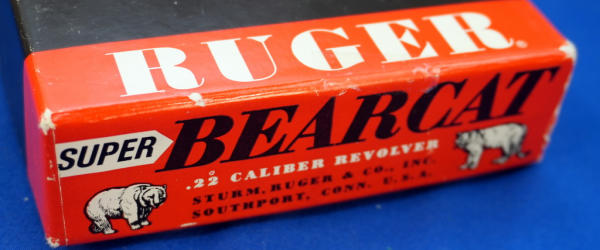 RUGER®
SUPER BEARCAT
.22 CALIBER REVOLVER
STURM, RUGER & CO., INC.
SOUTHPORT, CONN. U.S.A.